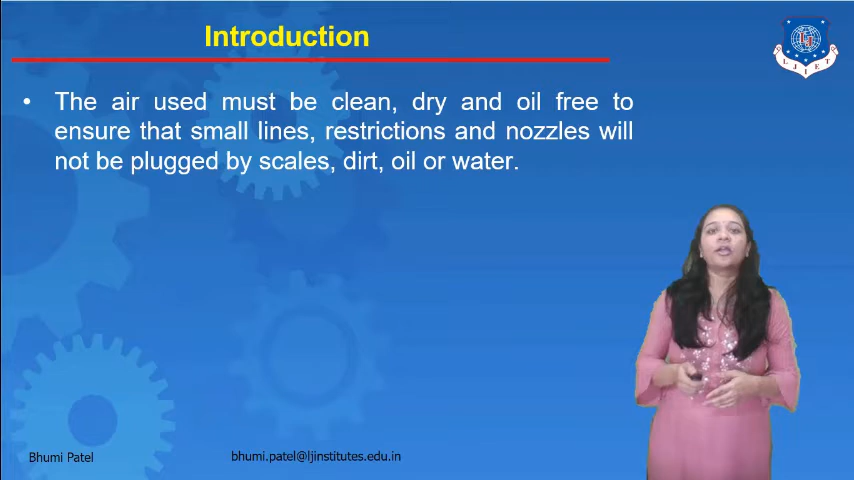 Introduction
• The air used must be clean, dry and oil free to
ensure that small lines, restrictions and nozzles will
not be plugged by scales, dirt, oil or water.
LJIET
Bhumi Patel
bhumi.patel@ljinstitutes.edu.in